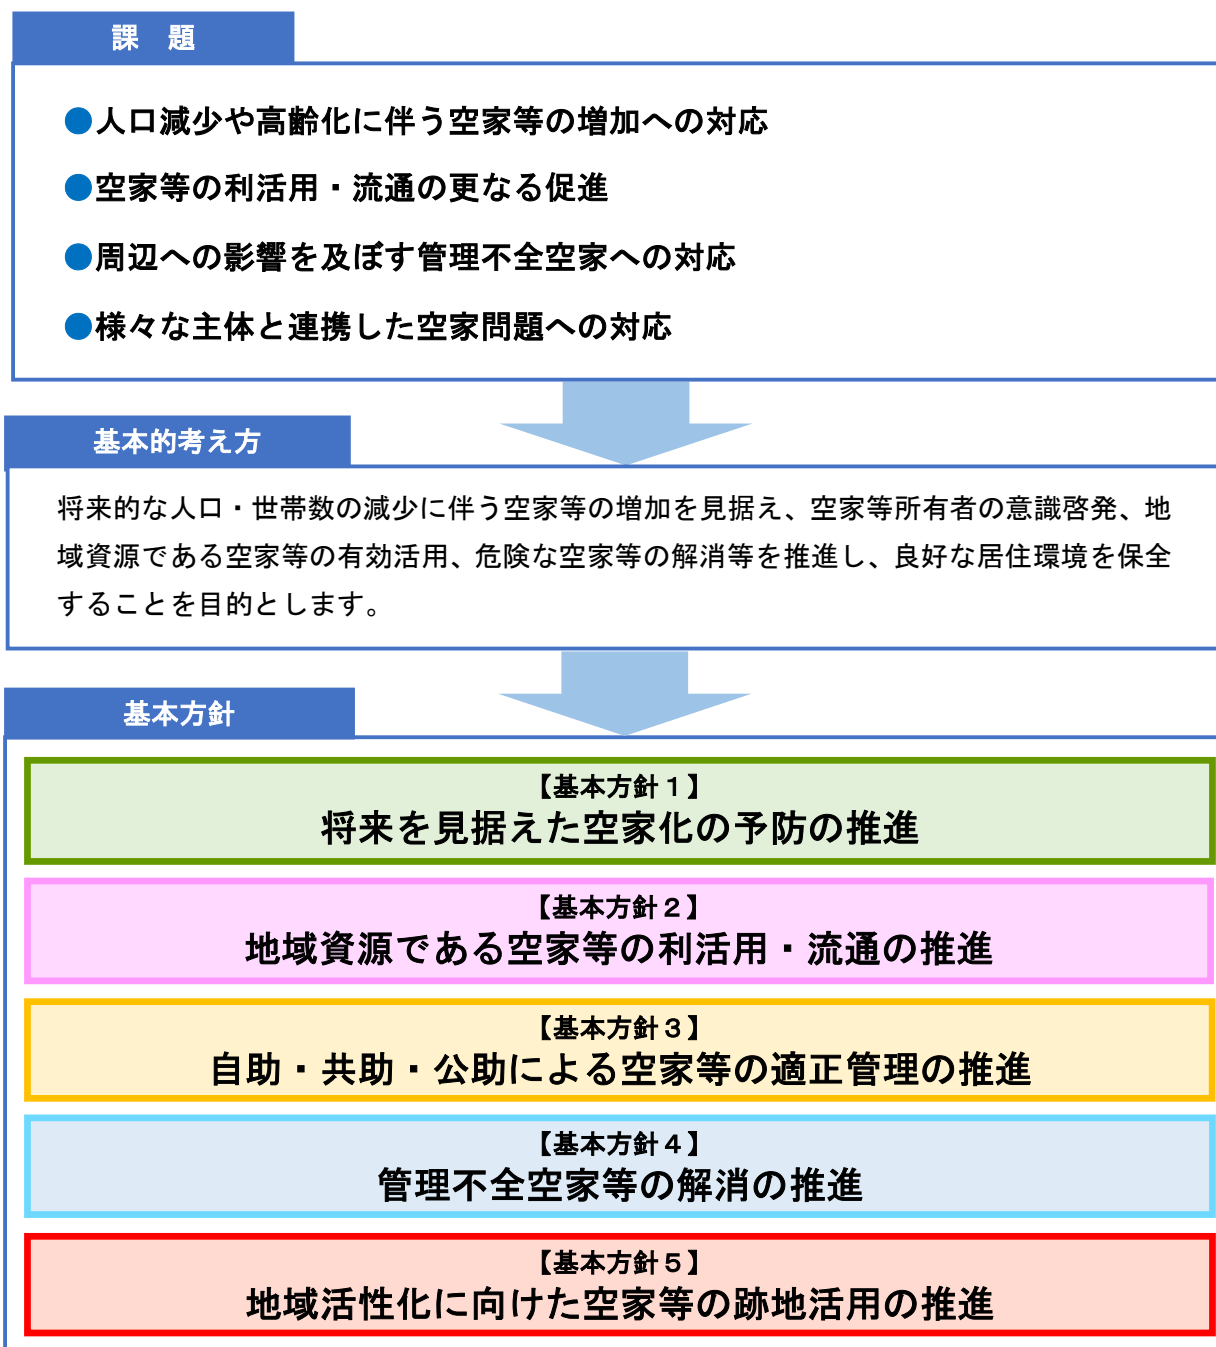 課　題
●人口減少や高齢化に伴う空家等の増加への対応
●空家等の利活用・流通の更なる促進
●周辺への影響を及ぼす管理不全空家への対応
●様々な主体と連携した空家問題への対応
基本的考え方
将来的な人口・世帯数の減少に伴う空家等の増加を見据え、空家等所有者の意識啓発、地
域資源である空家等の有効活用、危険な空家等の解消等を推進し、良好な居住環境を保全
することを目的とします。
基本方針
【基本方針１】
将来を見据えた空家化の予防の推進
【基本方針２】
地域資源である空家等の利活用・流通の推進
【基本方針３】
自助・共助・公助による空家等の適正管理の推進
【基本方針４】
管理不全空家等の解消の推進
【基本方針５】
地域活性化に向けた空家等の跡地活用の推進